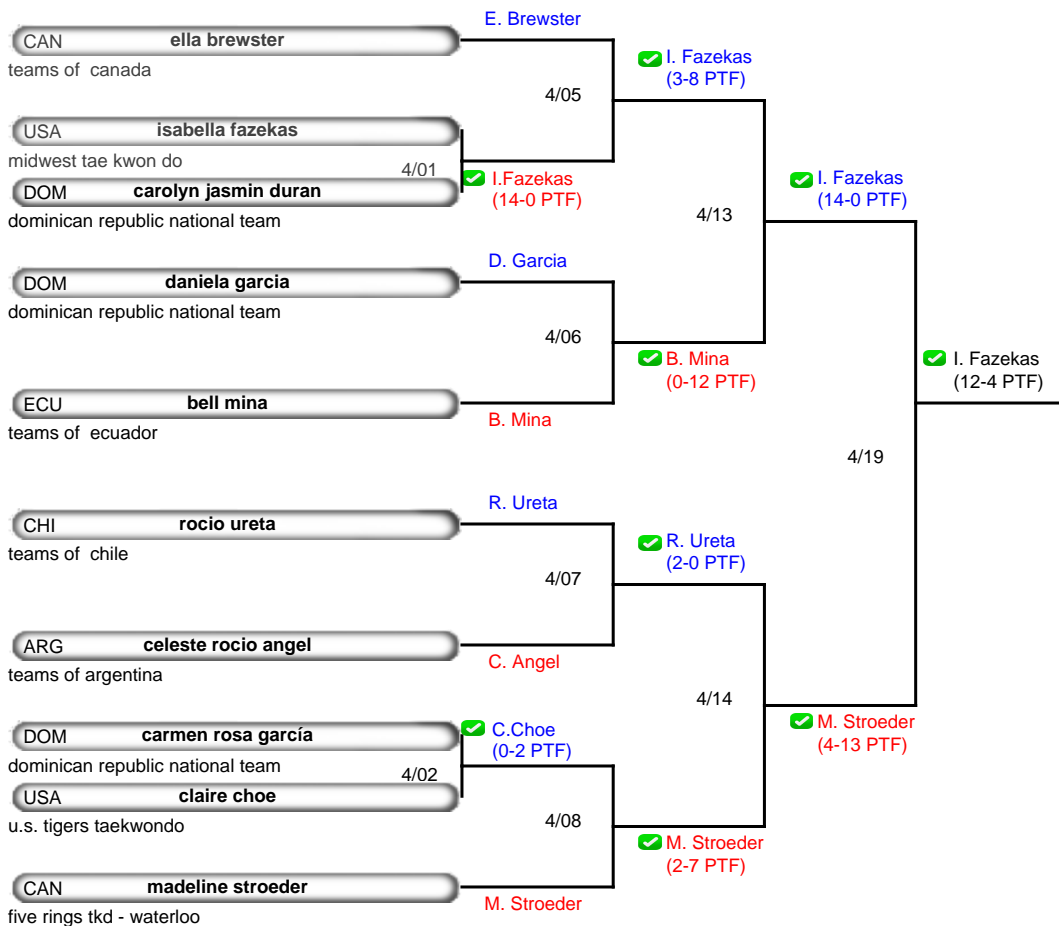 E. Brewster
CAN ella brewster
teams of  canada
I. Fazekas
(3-8 PTF)
4/05
USA isabella fazekas
midwest tae kwon do
4/01
I.Fazekas
(14-0 PTF)
DOM carolyn jasmin duran
dominican republic national team
I. Fazekas
(14-0 PTF)
4/13
D. Garcia
DOM daniela garcia
dominican republic national team
4/06
B. Mina
(0-12 PTF)
I. Fazekas
(12-4 PTF)
ECU bell mina
B. Mina
teams of  ecuador
4/19
R. Ureta
CHI rocio ureta
teams of  chile
R. Ureta
(2-0 PTF)
4/07
ARG celeste rocio angel
C. Angel
teams of argentina
4/14
M. Stroeder
(4-13 PTF)
C.Choe
(0-2 PTF)
DOM carmen rosa garcía
dominican republic national team
4/02
USA claire choe
u.s. tigers taekwondo
4/08
M. Stroeder
(2-7 PTF)
CAN madeline stroeder
M. Stroeder
five rings tkd - waterloo